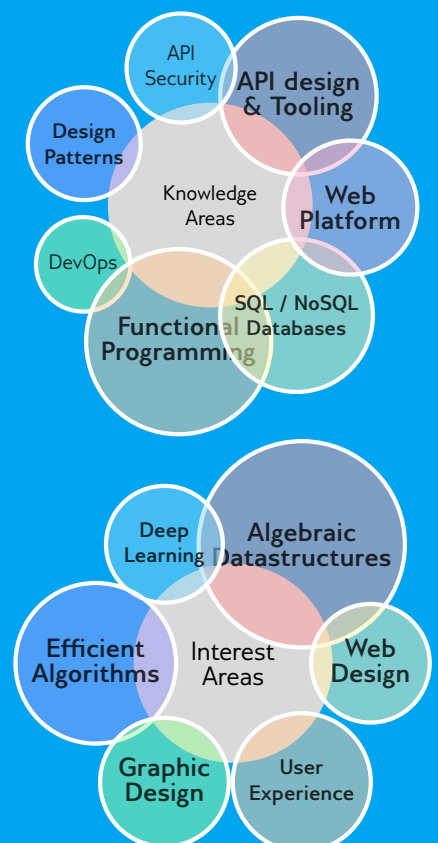 API
Security
API design
& Tooling
Design
Patterns
Knowledge
Areas
Web
Platform
DevOps
SQL / NoSQL
Databases
Functional
Programming
Deep
Learning
Algebraic
Datastructures
Efficient
Algorithms
Interest
Areas
Web
Design
Graphic
Design
User
Experience